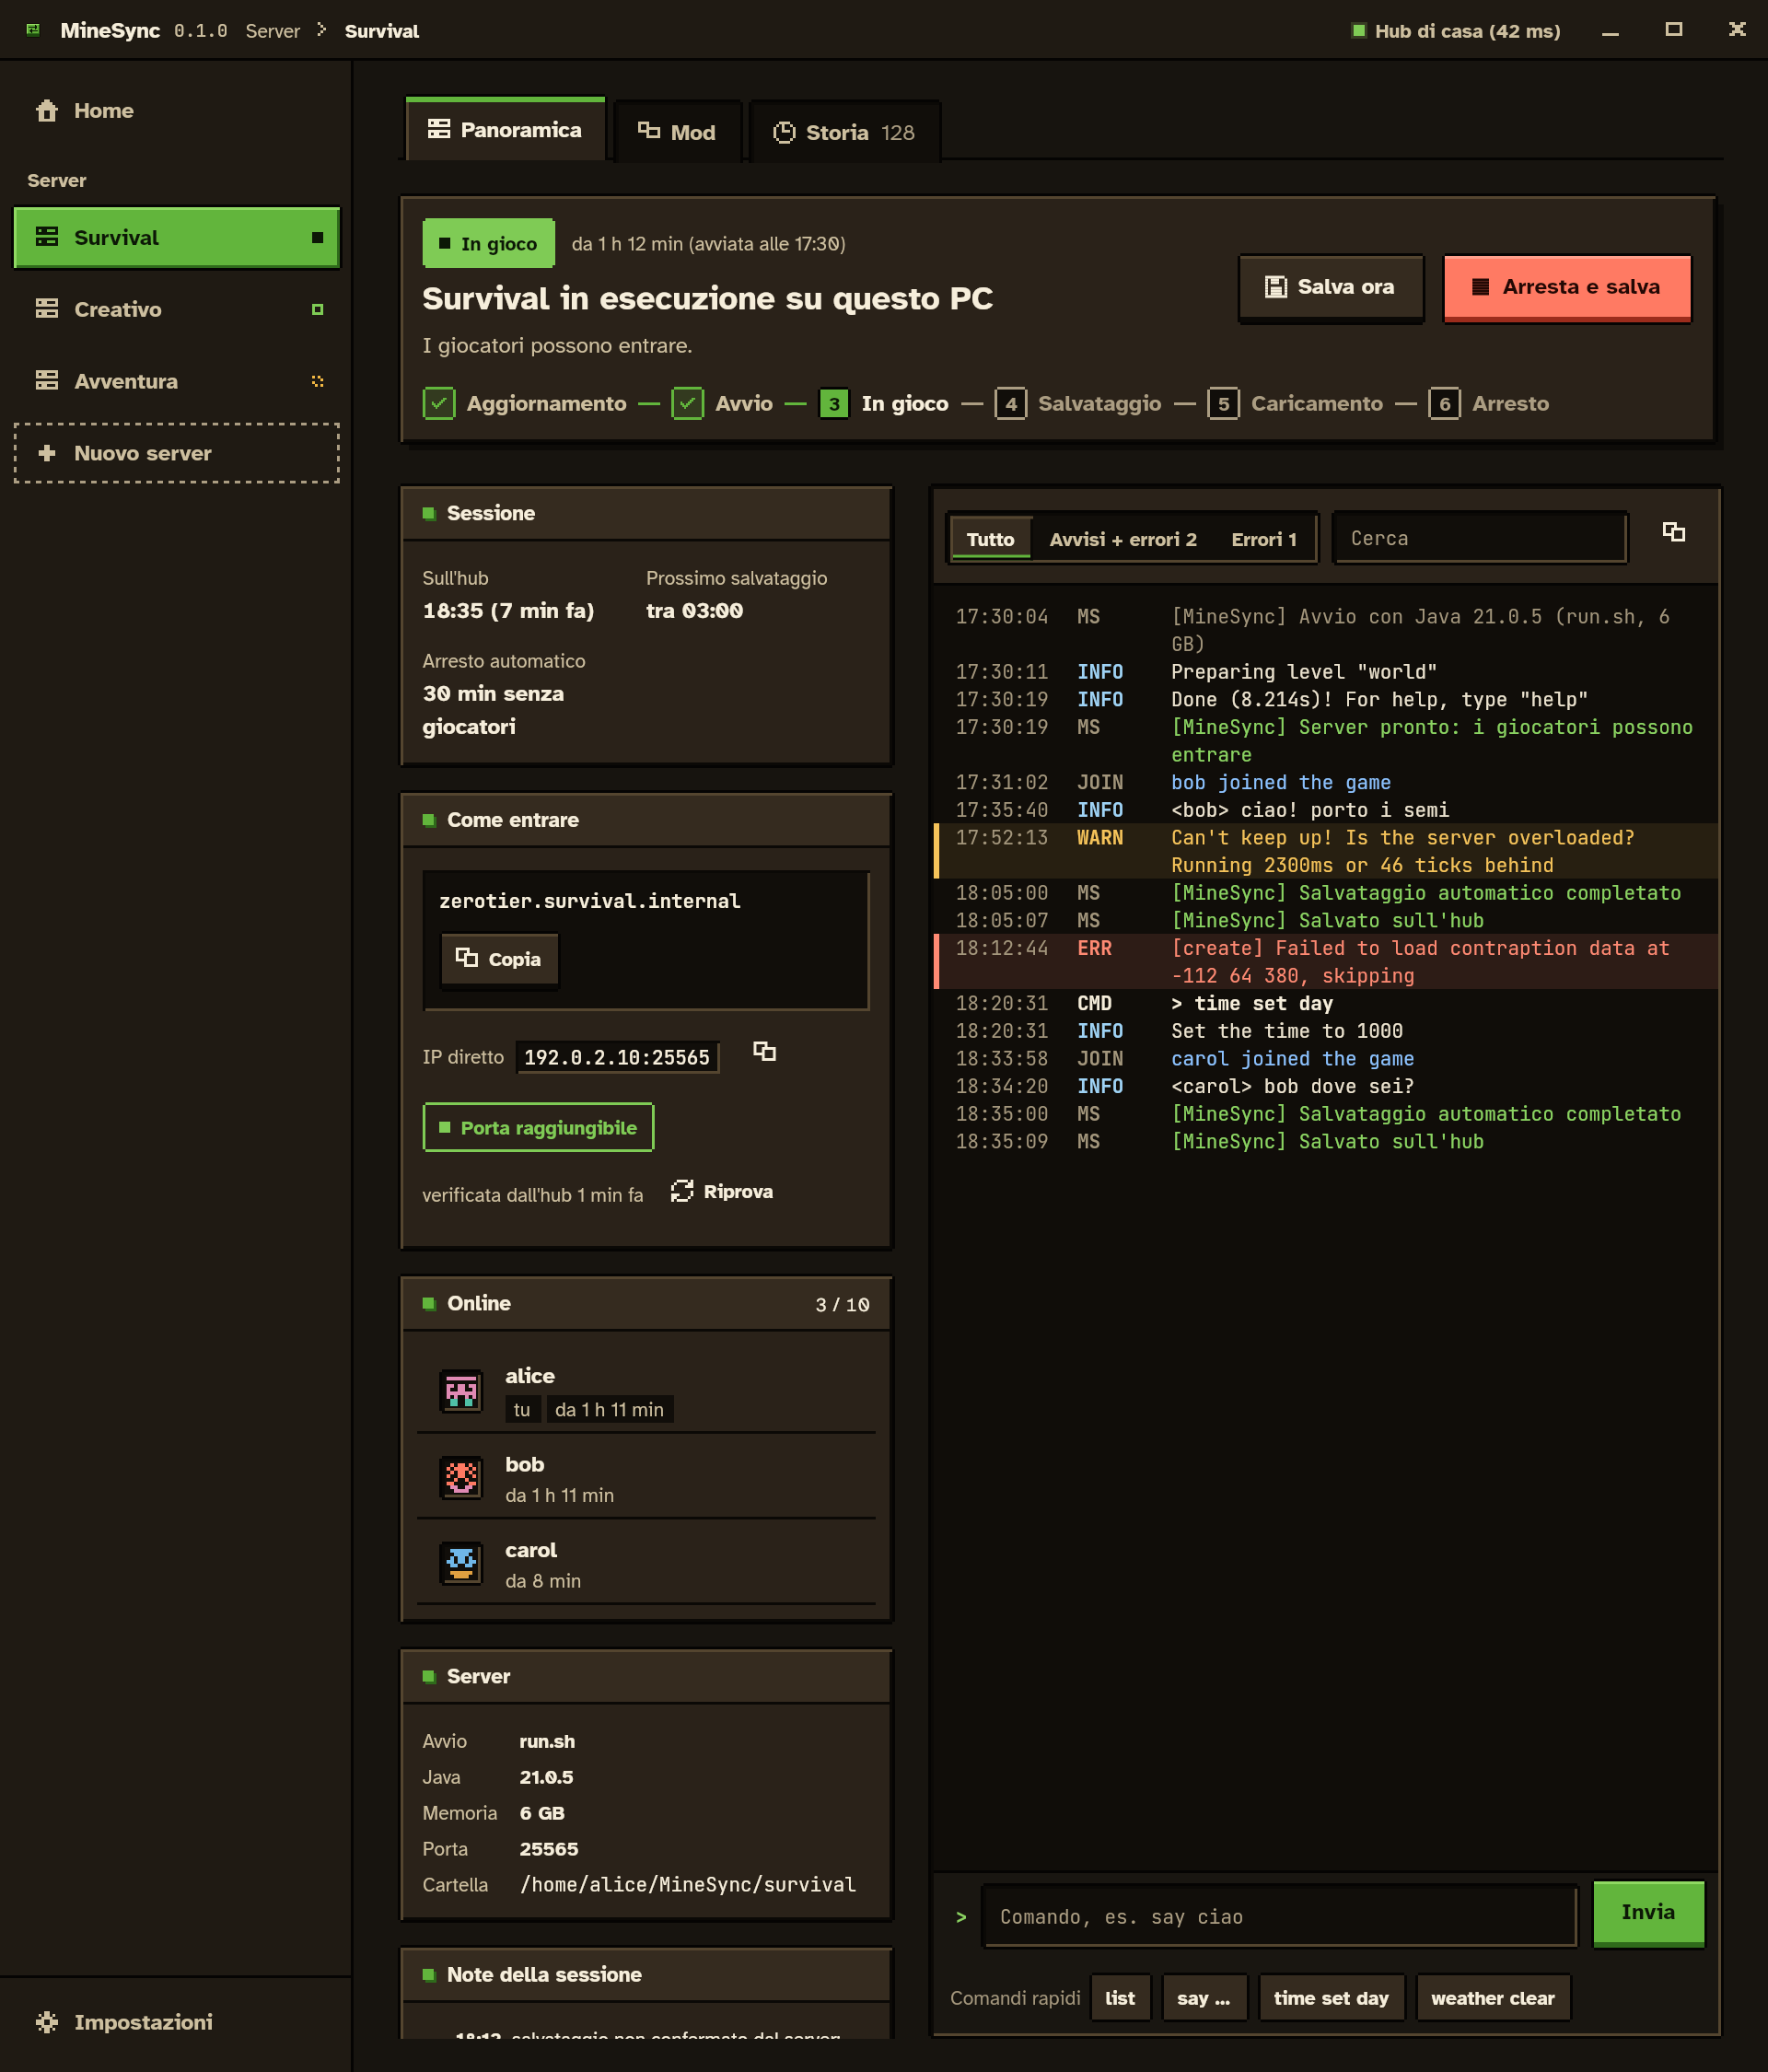 MineSync 0.1.0 Server > Survival
Hub di casa (42 ms)
Home
Server
Survival
Creativo
Avventura
Nuovo server
Impostazioni
Panoramica
Mod
Storia 128
In gioco
da 1 h 12 min (avviata alle 17:30)
Survival in esecuzione su questo PC
I giocatori possono entrare.
Salva ora
Arresta e salva
Aggiornamento
Avvio
3 In gioco
4 Salvataggio
5 Caricamento
6 Arresto
Sessione
Sull'hub
18:35 (7 min fa)
Prossimo salvataggio
tra 03:00
Arresto automatico
30 min senza
giocatori
Come entrare
zerotier.survival.internal
Copia
IP diretto 192.0.2.10:25565
Porta raggiungibile
verificata dall'hub 1 min fa
Riprova
Online 3 / 10
alice
tu da 1 h 11 min
bob
da 1 h 11 min
carol
da 8 min
Server
Avvio run.sh
Java 21.0.5
Memoria 6 GB
Porta 25565
Cartella /home/alice/MineSync/survival
Note della sessione
18:12 salvataggio non confermato dal server:
Tutto
Avvisi + errori 2
Errori 1
Cerca
17:30:04 MS [MineSync] Avvio con Java 21.0.5 (run.sh, 6
GB)
17:30:11 INFO Preparing level "world"
17:30:19 INFO Done (8.214s)! For help, type "help"
17:30:19 MS [MineSync] Server pronto: i giocatori possono
entrare
17:31:02 JOIN bob joined the game
17:35:40 INFO <bob> ciao! porto i semi
17:52:13 WARN Can't keep up! Is the server overloaded?
Running 2300ms or 46 ticks behind
18:05:00 MS [MineSync] Salvataggio automatico completato
18:05:07 MS [MineSync] Salvato sull'hub
18:12:44 ERR [create] Failed to load contraption data at
-112 64 380, skipping
18:20:31 CMD > time set day
18:20:31 INFO Set the time to 1000
18:33:58 JOIN carol joined the game
18:34:20 INFO <carol> bob dove sei?
18:35:00 MS [MineSync] Salvataggio automatico completato
18:35:09 MS [MineSync] Salvato sull'hub
> Comando, es. say ciao
Invia
Comandi rapidi
list
say ...
time set day
weather clear